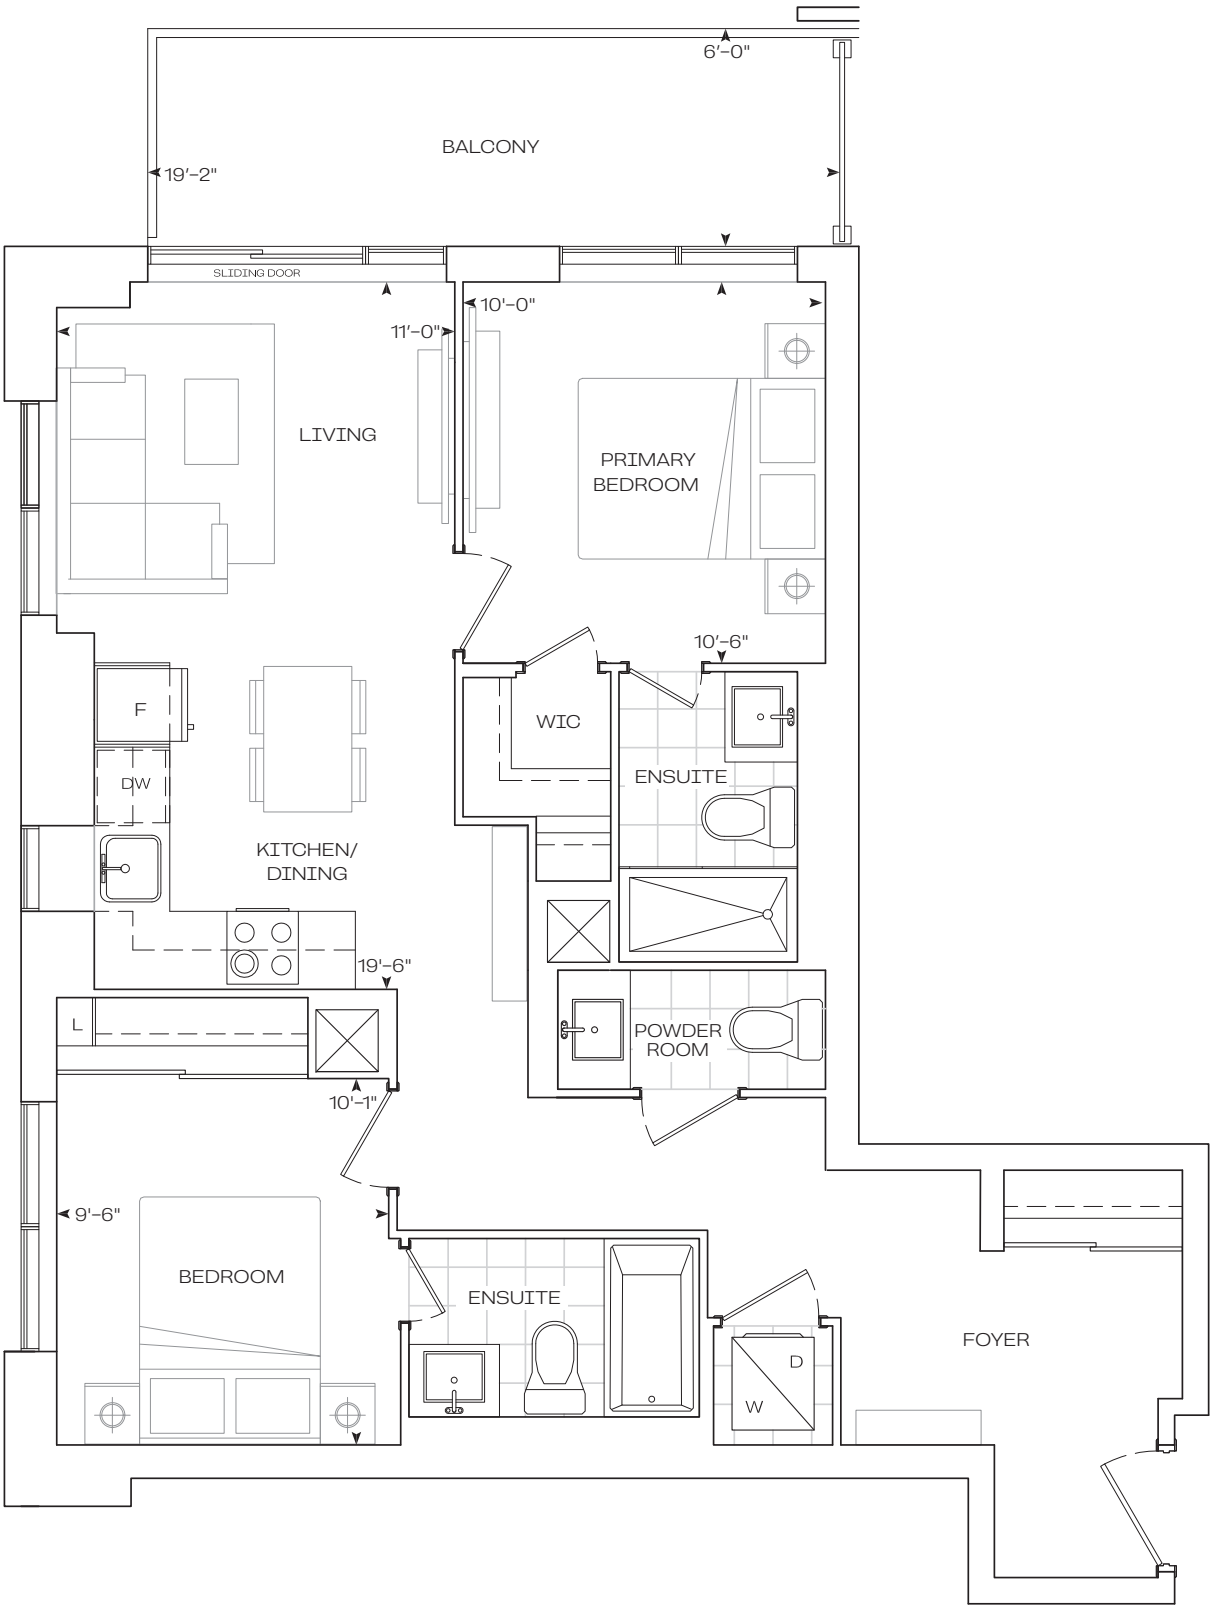 6'-0"
BALCONY
19'-2"
SLIDING DOOR
10'-0"
11'-0"
LIVING
PRIMARY
BEDROOM
10'-6"
F
WIC
ENSUITE
DW
KITCHEN/
DINING
19'-6"
L
POWDER
ROOM
10'-1"
9'-6"
BEDROOM
ENSUITE
FOYER
D
W